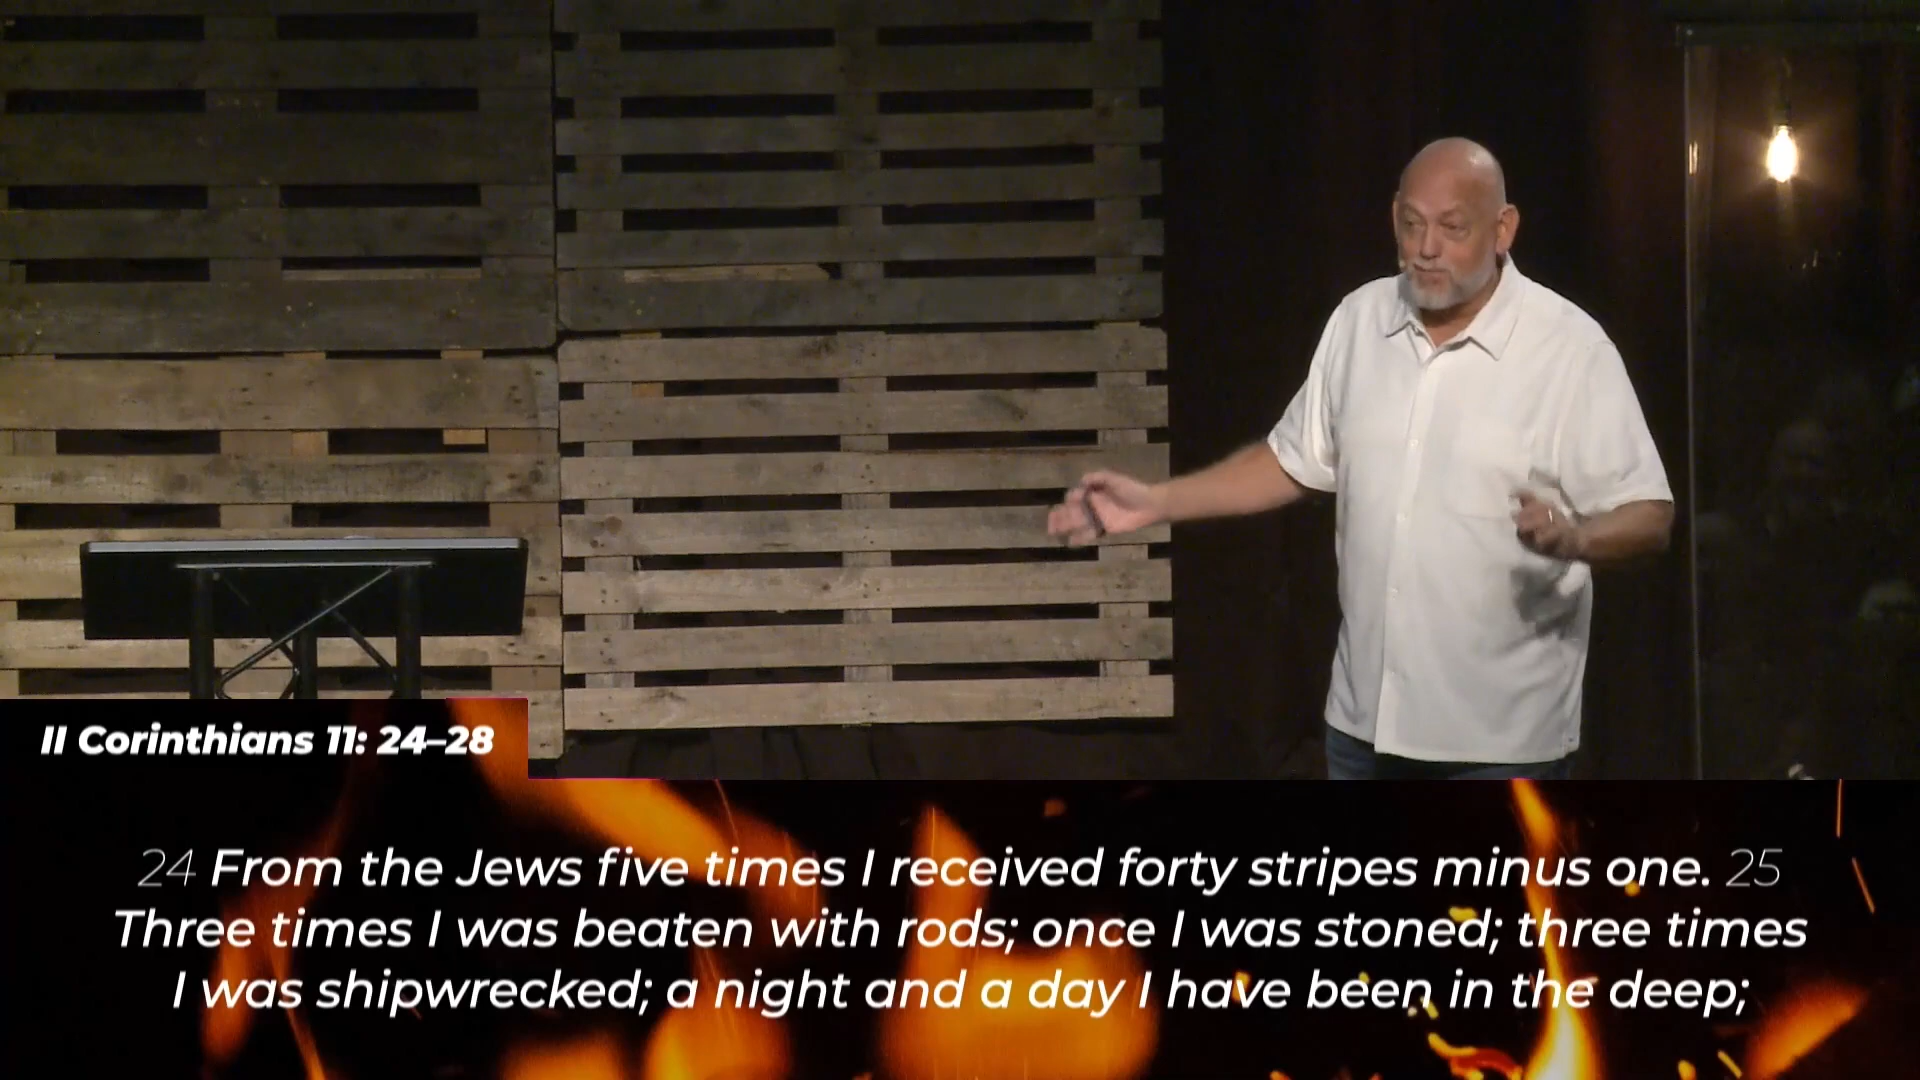 II Corinthians 11: 24–28
24 From the Jews five times I received forty stripes minus one. 25
Three times I was beaten with rods; once I was stoned; three times
I was shipwrecked; a night and a day I have been in the deep;